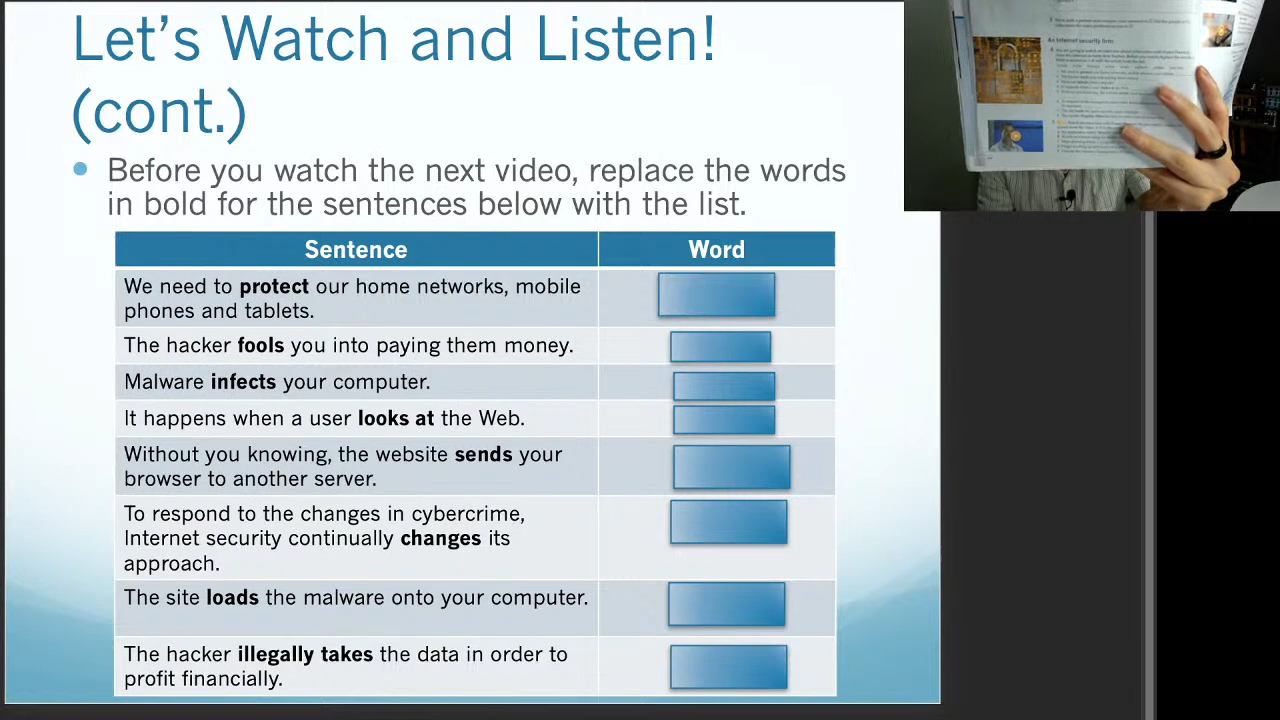 Let's Watch and Listen!
(cont.)
Before you watch the next video, replace the words
in bold for the sentences below with the list.
Sentence
Word
We need to protect our home networks, mobile
phones and tablets.
The hacker fools you into paying them money.
Malware infects your computer.
It happens when a user looks at the Web.
Without you knowing, the website sends your
browser to another server.
To respond to the changes in cybercrime,
Internet security continually changes its
approach.
The site loads the malware onto your computer.
The hacker illegally takes the data in order to
profit financially.
An Internet security firm